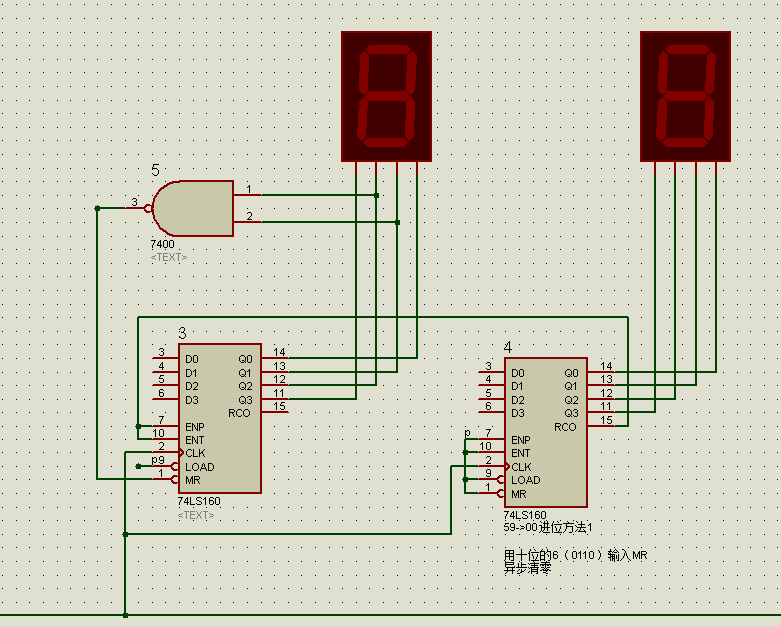 5
1
3
2
7400
<TEXT>
3
3 D0 Q0 14
4 D1 Q1 13
5 D2 Q2 12
6 D3 Q3 11
RCO 15
7 ENP
10 ENT
2 CLK
p9 LOAD
1 MR
74LS160
<TEXT>
4
3 D0 Q0 14
4 D1 Q1 13
5 D2 Q2 12
6 D3 Q3 11
RCO 15
p 7 ENP
10 ENT
2 CLK
9 LOAD
1 MR
74LS160
59->00进位方法1
用十位的6（0110）输入MR
异步清零